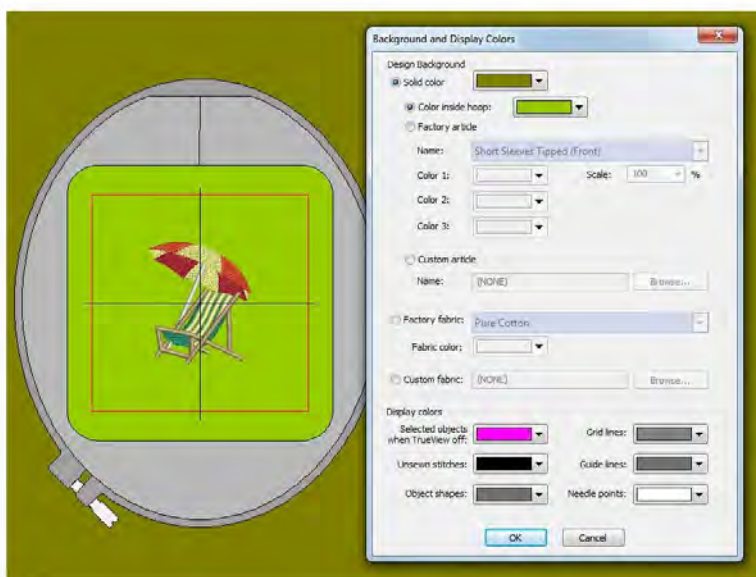 Background and Display Colors
Design Background
Solid color
Color inside hoop:
Factory article
Name: Short Sleeves Tipped (Front)
Color 1: Scale: 100 %
Color 2:
Color 3:
Custom article
Name: (NONE) Browse...
Factory fabric: Pure Cotton
Fabric color:
Custom fabric: (NONE) Browse...
Display colors
Selected objects
when TrueView off: Grid lines:
Unsewn stitches: Guide lines:
Object shapes: Needle points:
OK Cancel